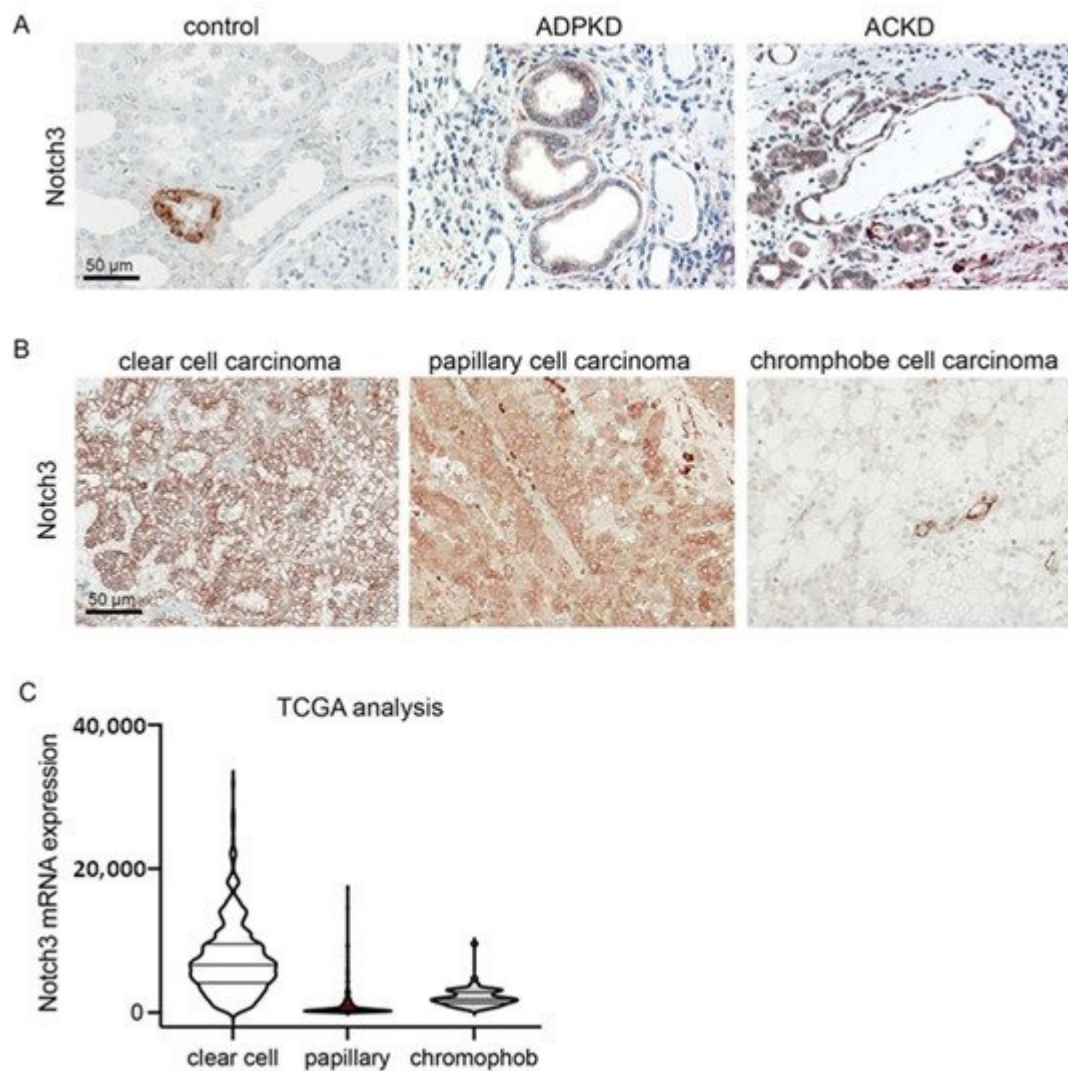 A
control
ADPKD
ACKD
Notch3
50 µm
B
clear cell carcinoma
papillary cell carcinoma
chromphobe cell carcinoma
Notch3
50 µm
C
TCGA analysis
Notch3 mRNA expression
40,000
20,000
0
clear cell
papillary
chromophob